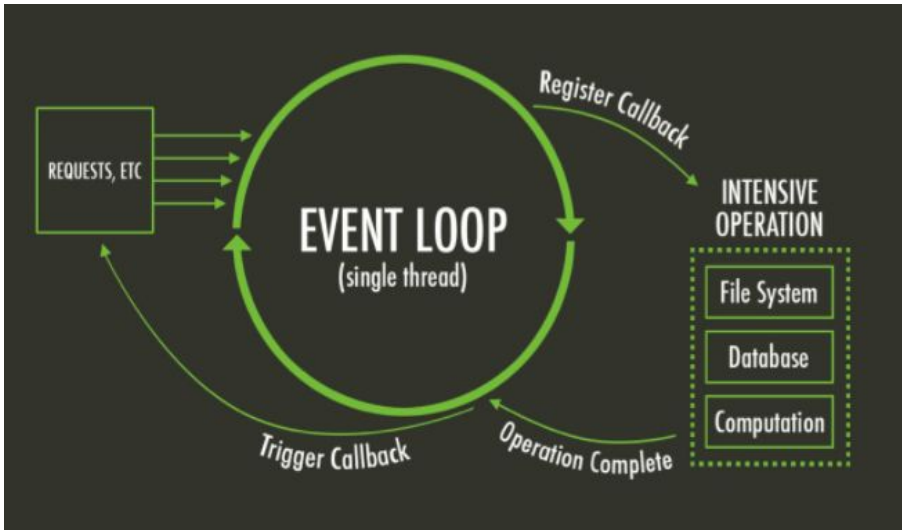 REQUESTS, ETC
EVENT LOOP
(single thread)
Register Callback
INTENSIVE
OPERATION
File System
Database
Computation
Operation Complete
Trigger Callback